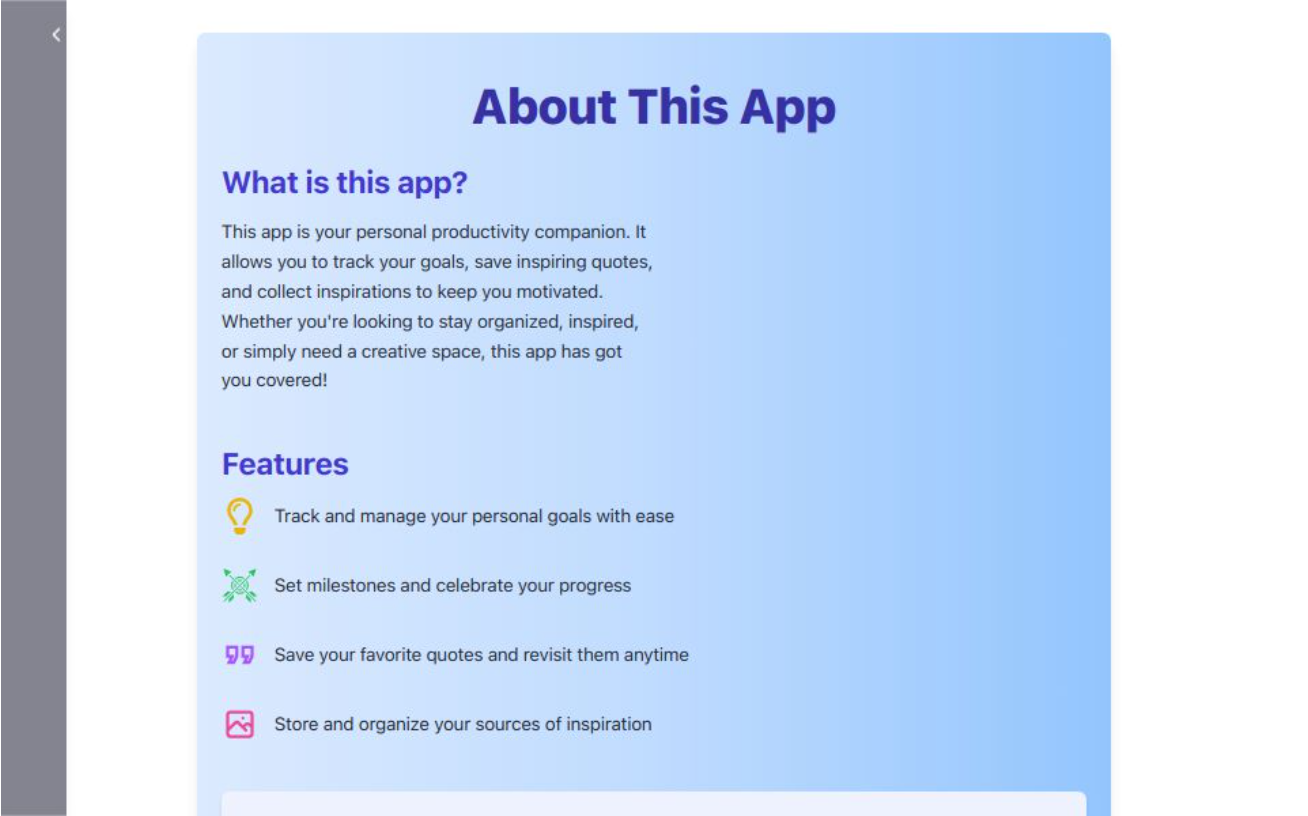 About This App
What is this app?
This app is your personal productivity companion. It
allows you to track your goals, save inspiring quotes,
and collect inspirations to keep you motivated.
Whether you're looking to stay organized, inspired,
or simply need a creative space, this app has got
you covered!
Features
Track and manage your personal goals with ease
Set milestones and celebrate your progress
Save your favorite quotes and revisit them anytime
Store and organize your sources of inspiration